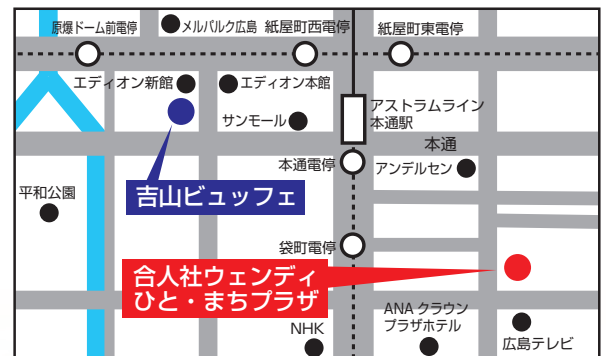 原爆ドーム前電停
メルパルク広島
紙屋町西電停
紙屋町東電停
エディオン新館
エディオン本館
サンモール
アストラムライン
本通駅
本通
本通電停
アンデルセン
平和公園
吉山ビュッフェ
袋町電停
合人社ウェンディ
ひと・まちプラザ
NHK
ANA クラウン
プラザホテル
広島テレビ